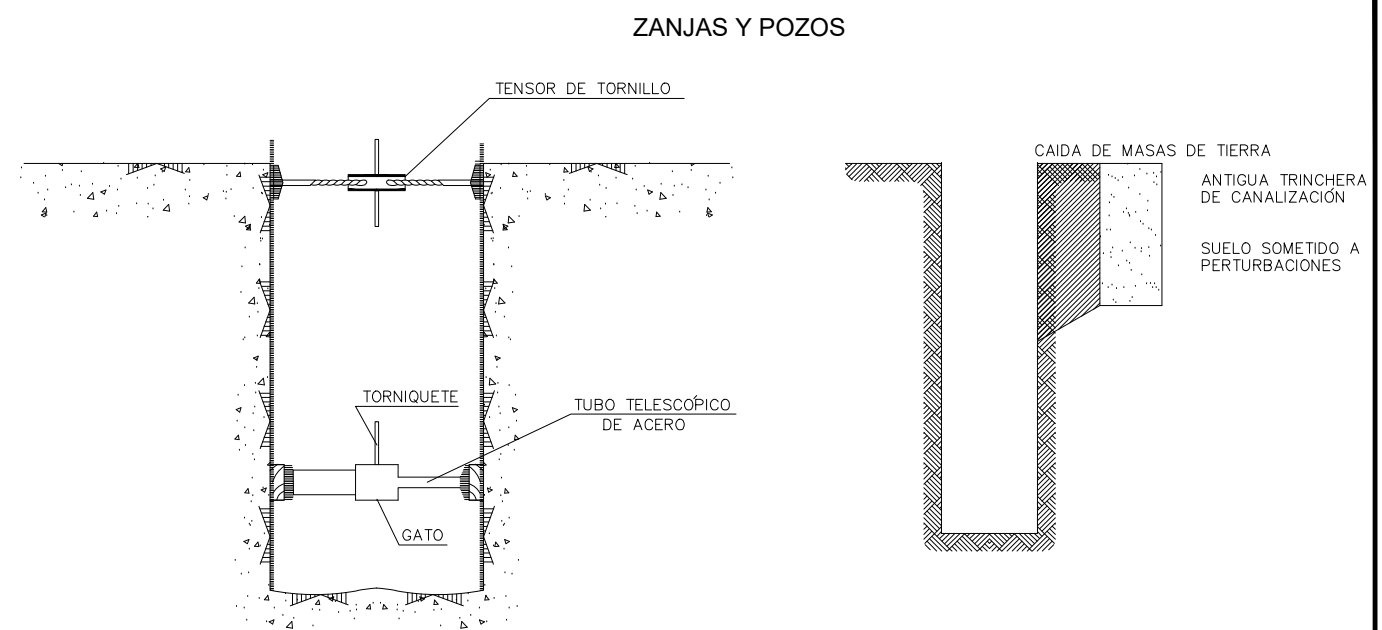 ZANJAS Y POZOS
TENSOR DE TORNILLO
TORNIQUETE
TUBO TELESCÓPICO
DE ACERO
GATO
CAIDA DE MASAS DE TIERRA
ANTIGUA TRINCHERA
DE CANALIZACIÓN
SUELO SOMETIDO A
PERTURBACIONES